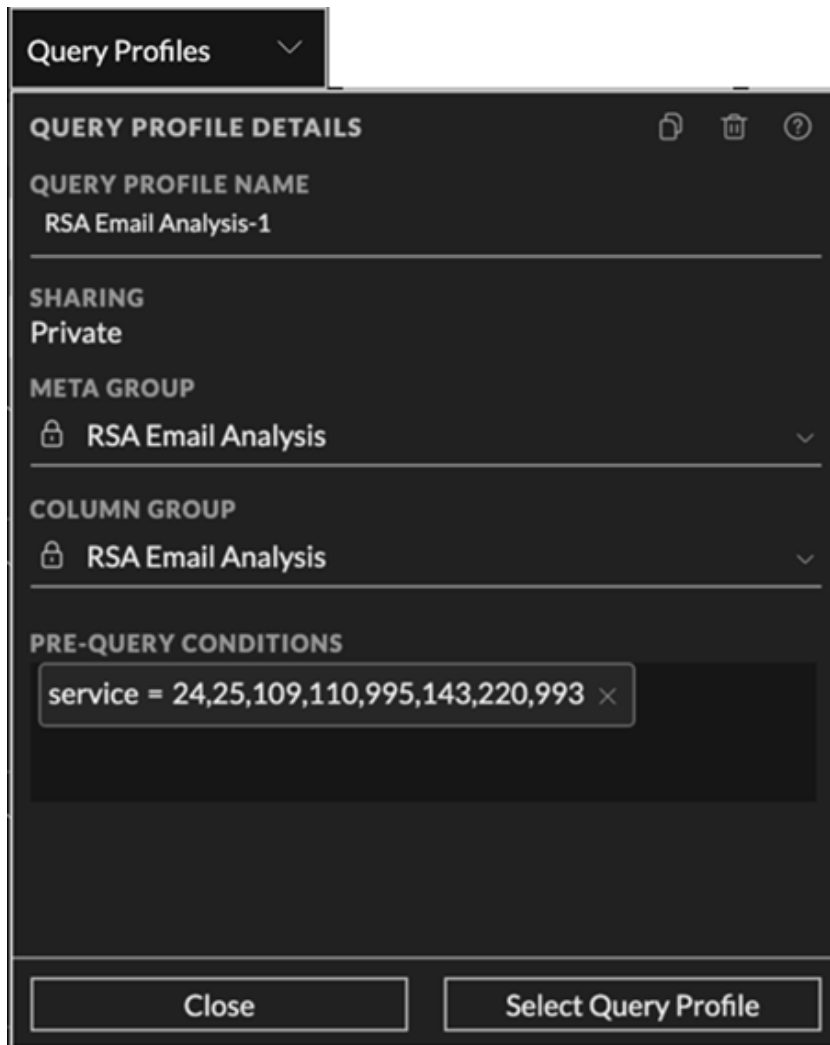 Query Profiles
QUERY PROFILE DETAILS
QUERY PROFILE NAME
RSA Email Analysis-1
SHARING
Private
META GROUP
RSA Email Analysis
COLUMN GROUP
RSA Email Analysis
PRE-QUERY CONDITIONS
service = 24,25,109,110,995,143,220,993 ×
Close
Select Query Profile